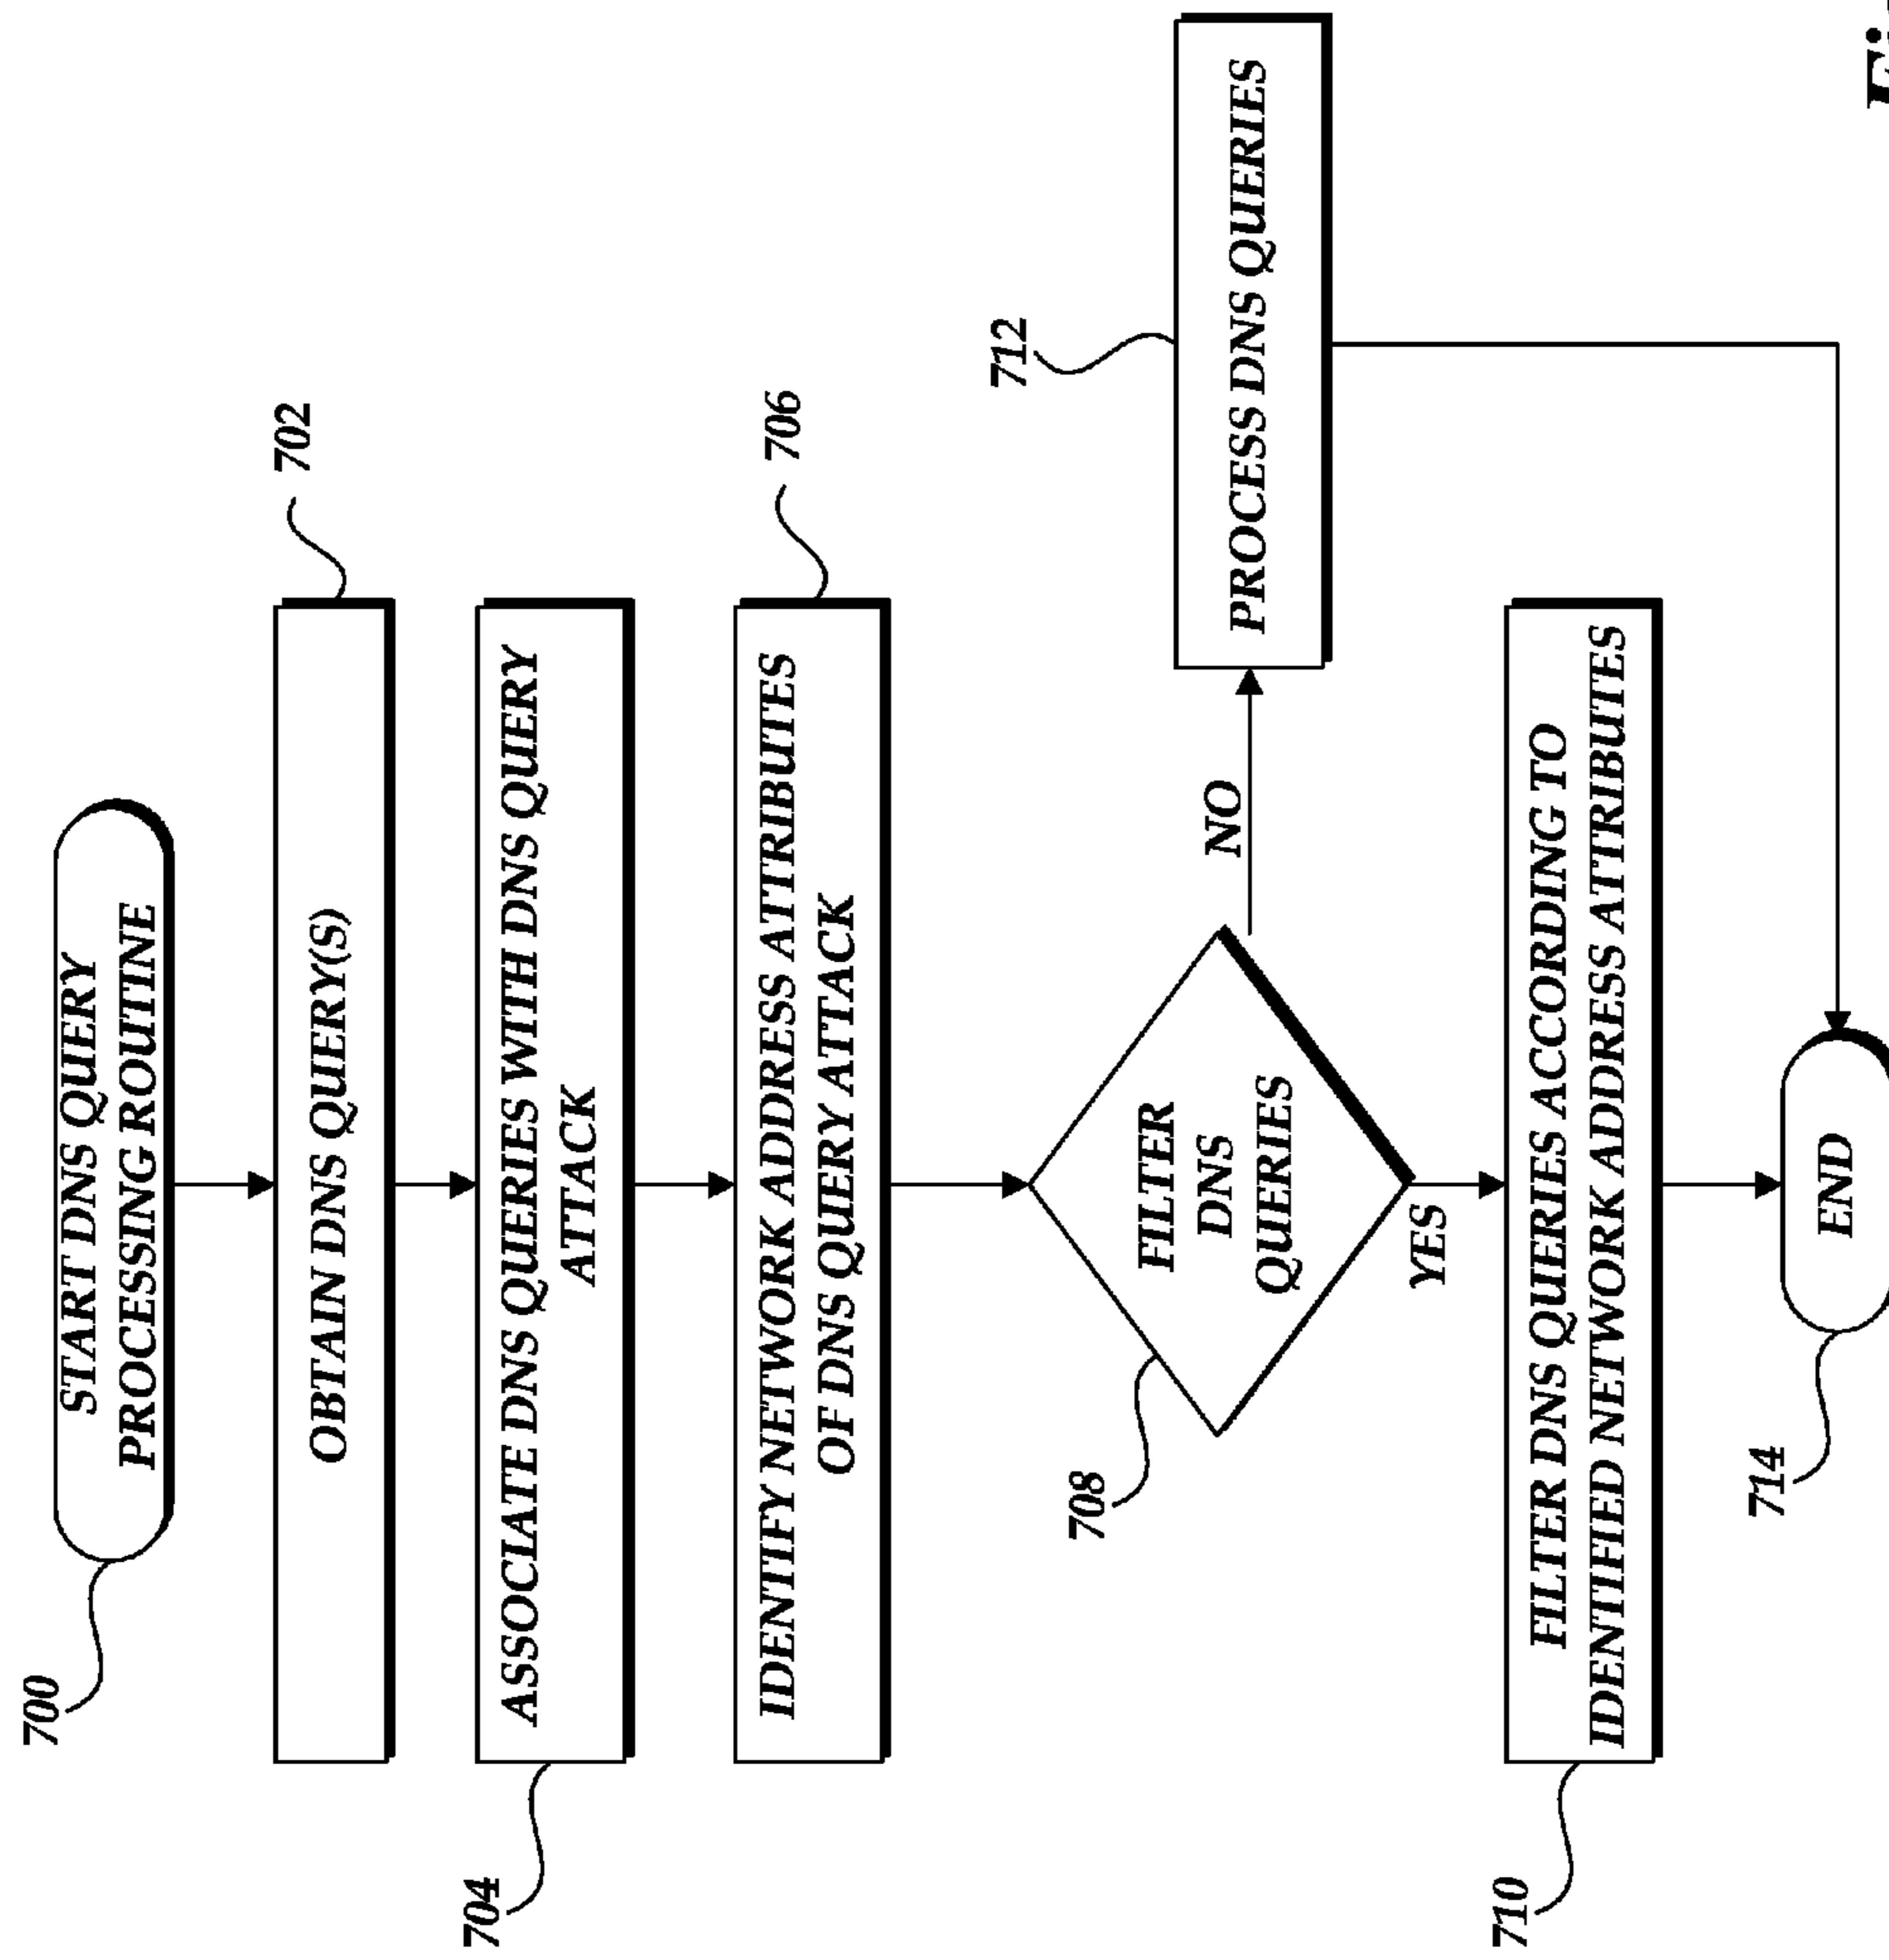 700
START DNS QUERY
PROCESSING ROUTINE
702
OBTAIN DNS QUERY(S)
704
ASSOCIATE DNS QUERIES WITH DNS QUERY
ATTACK
706
IDENTIFY NETWORK ADDRESS ATTRIBUTES
OF DNS QUERY ATTACK
708
FILTER
DNS
QUERIES
NO
712
PROCESS DNS QUERIES
YES
710
FILTER DNS QUERIES ACCORDING TO
IDENTIFIED NETWORK ADDRESS ATTRIBUTES
714
END